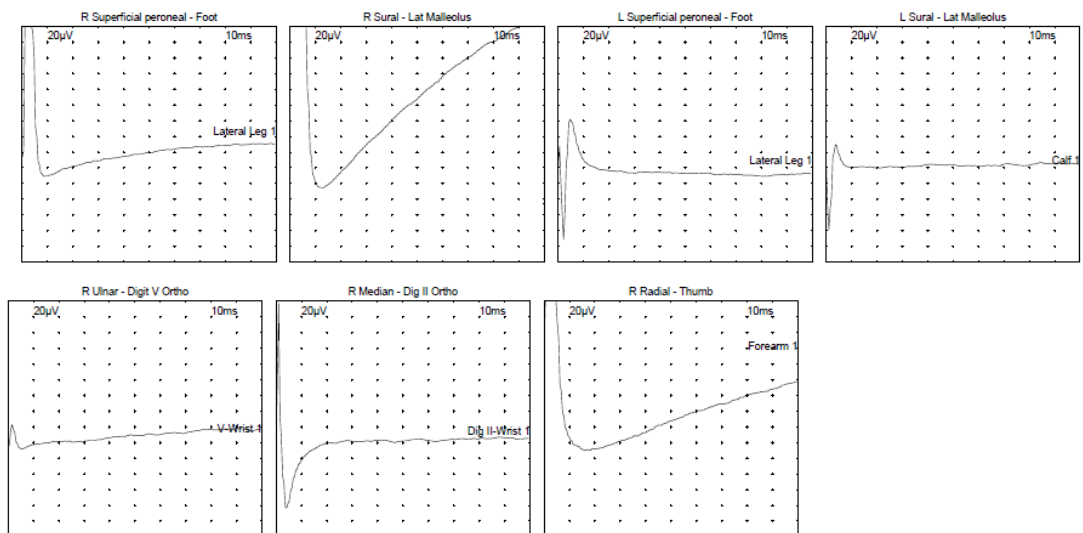 R Superficial peroneal - Foot
20µV 10ms
Lateral Leg 1
R Sural - Lat Malleolus
20µV 10ms
L Superficial peroneal - Foot
20µV 10ms
Lateral Leg 1
L Sural - Lat Malleolus
20µV 10ms
Calf 1
R Ulnar - Digit V Ortho
20µV 10ms
V-Wrist 1
R Median - Dig II Ortho
20µV 10ms
Dig II-Wrist 1
R Radial - Thumb
20µV 10ms
Forearm 1